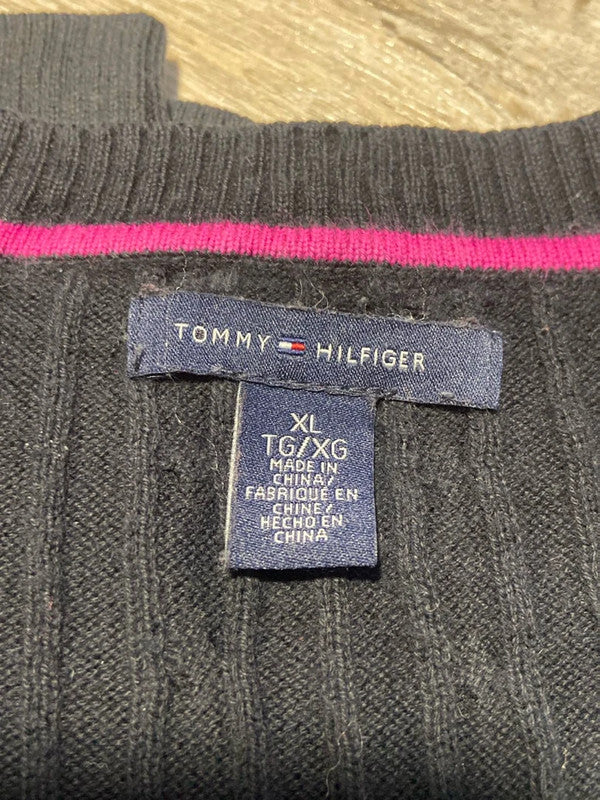 TOMMY HILFIGER
XL
TG/XG
MADE IN
CHINA/
FABRIQUÉ EN
CHINE/
HECHO EN
CHINA